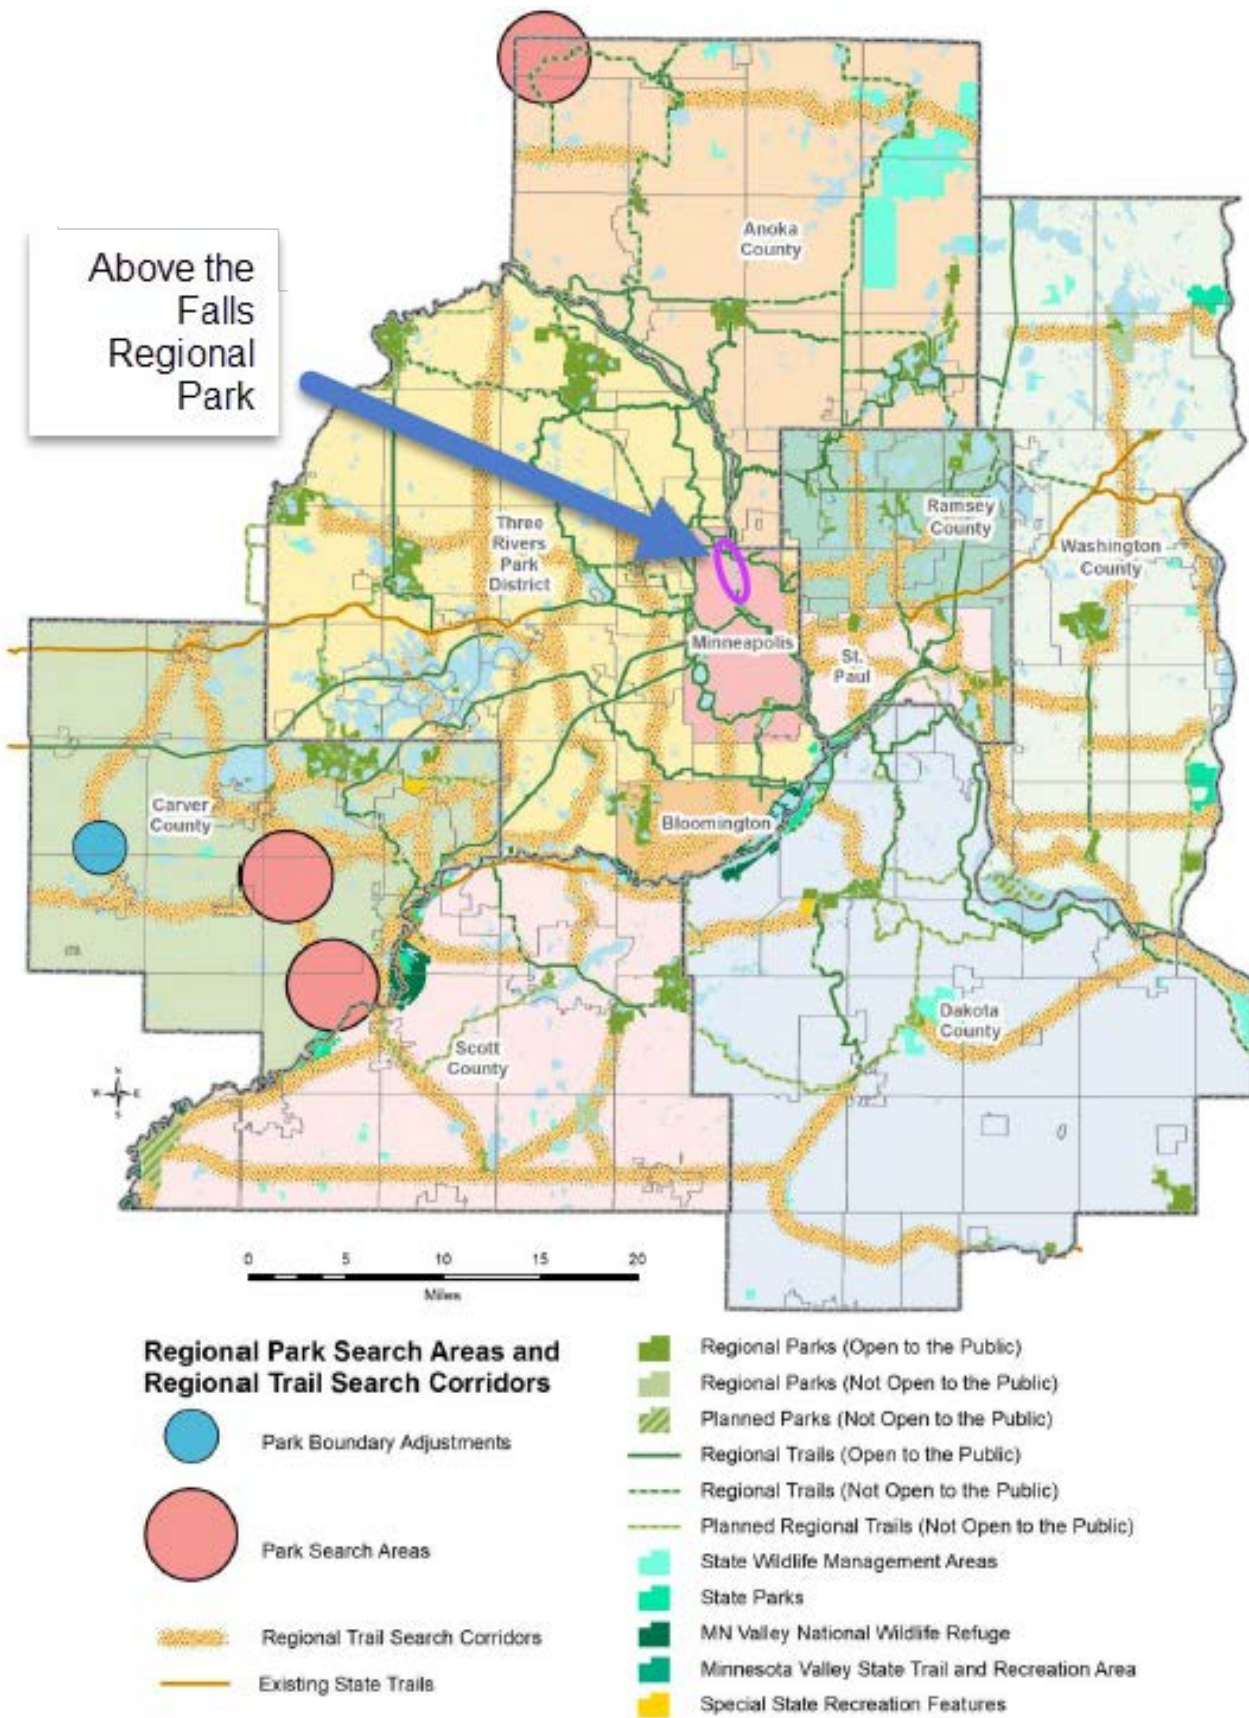 Above the
Falls
Regional
Park
Anoka
County
Three
Rivers
Park
District
Ramsey
County
Washington
County
Minneapolis
St.
Paul
Carver
County
Bloomington
Scott
County
Dakota
County
N
W E
S
0 5 10 15 20
Miles
Regional Park Search Areas and
Regional Trail Search Corridors
Park Boundary Adjustments
Park Search Areas
Regional Trail Search Corridors
Existing State Trails
Regional Parks (Open to the Public)
Regional Parks (Not Open to the Public)
Planned Parks (Not Open to the Public)
Regional Trails (Open to the Public)
Regional Trails (Not Open to the Public)
Planned Regional Trails (Not Open to the Public)
State Wildlife Management Areas
State Parks
MN Valley National Wildlife Refuge
Minnesota Valley State Trail and Recreation Area
Special State Recreation Features